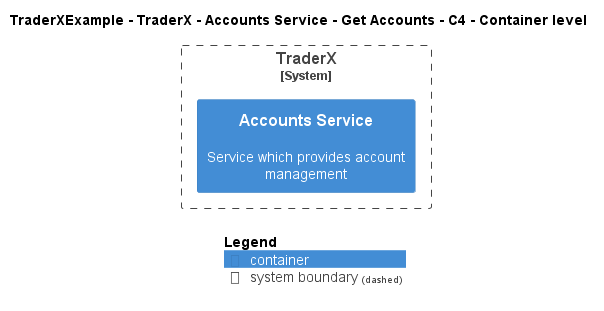 TraderXExample - TraderX - Accounts Service - Get Accounts - C4 - Container level
TraderX
[System]
Accounts Service
Service which provides account
management
Legend
container
system boundary (dashed)